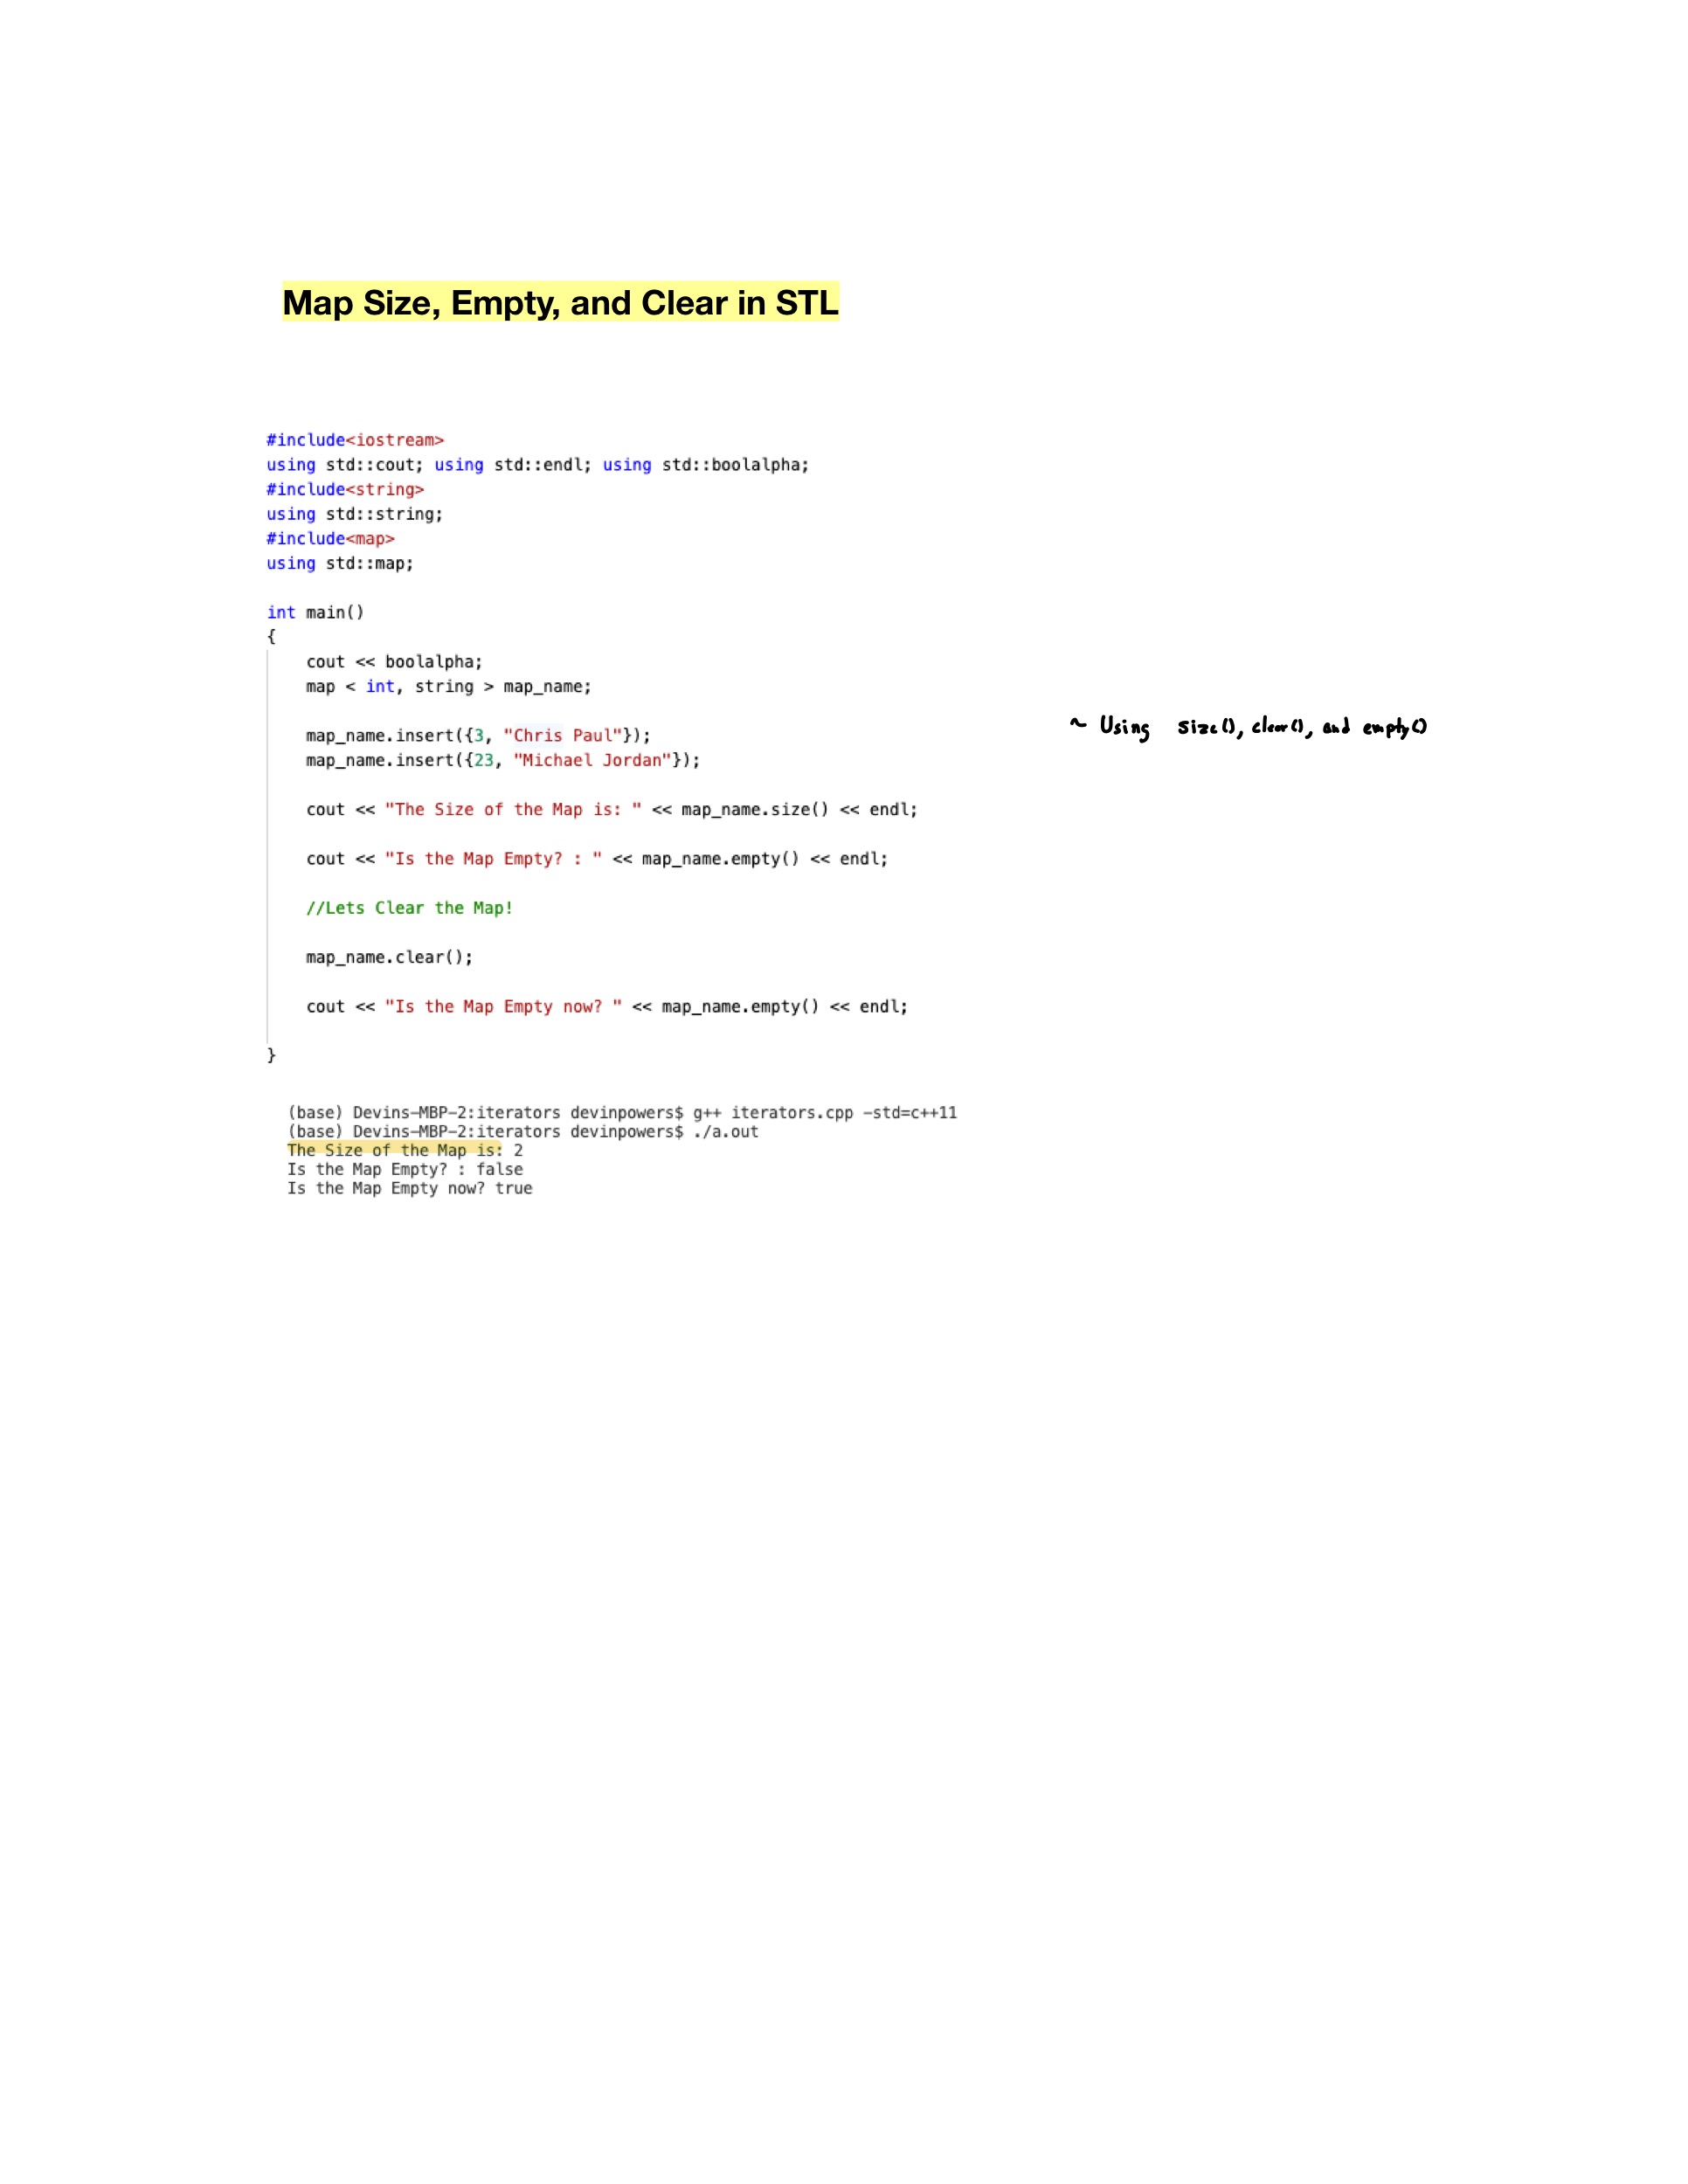 Map Size, Empty, and Clear in STL
#include<iostream>
using std::cout; using std::endl; using std::boolalpha;
#include<string>
using std::string;
#include<map>
using std::map;
int main()
{
cout << boolalpha;
map < int, string > map_name;
map_name.insert({3, "Chris Paul"});
~ Using size(), clear(), and empty()
map_name.insert({23, "Michael Jordan"});
cout << "The Size of the Map is: " << map_name.size() << endl;
cout << "Is the Map Empty? : " << map_name.empty() << endl;
//Lets Clear the Map!
map_name.clear();
cout << "Is the Map Empty now? " << map_name.empty() << endl;
}
(base) Devins-MBP-2:iterators devinpowers$ g++ iterators.cpp -std=c++11
(base) Devins-MBP-2:iterators devinpowers$ ./a.out
The Size of the Map is: 2
Is the Map Empty? : false
Is the Map Empty now? true